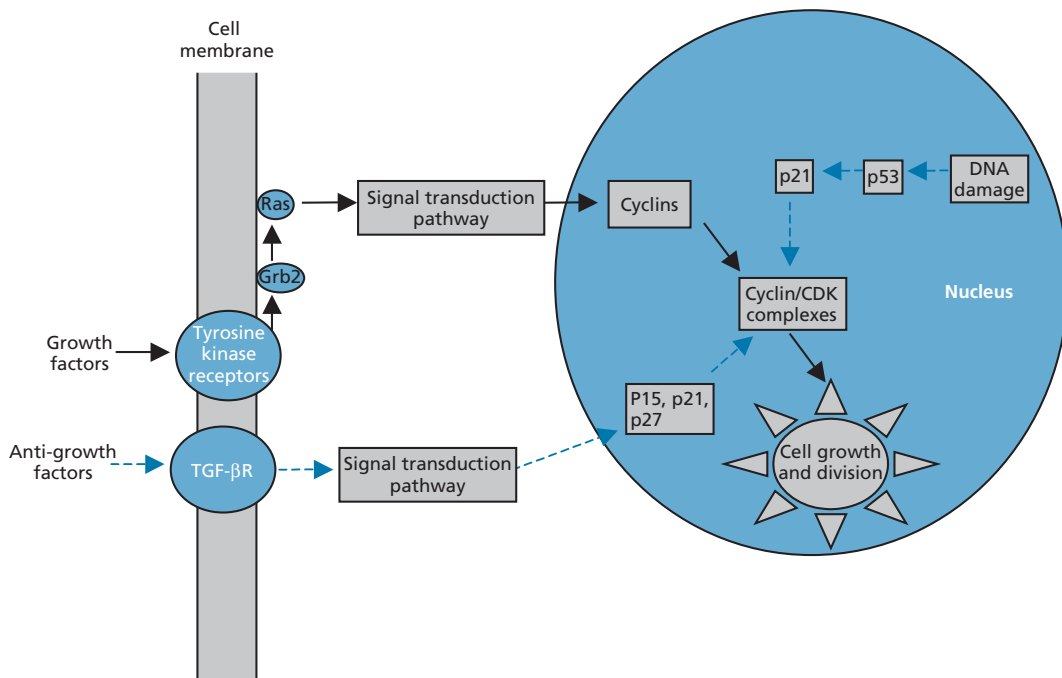 Cell
membrane
Ras
Signal transduction
pathway
Cyclins
p21
p53
DNA
damage
Grb2
Cyclin/CDK
complexes
Nucleus
Growth
factors
Tyrosine
kinase
receptors
P15, p21,
p27
Anti-growth
factors
TGF-βR
Signal transduction
pathway
Cell growth
and division